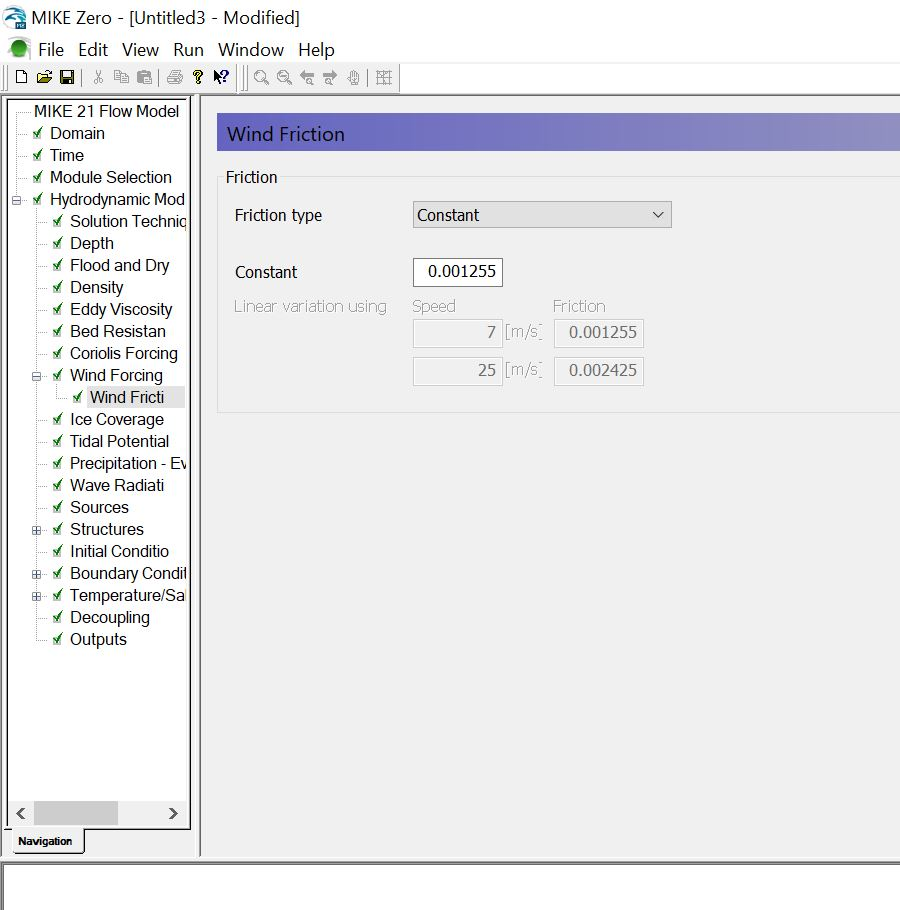 MIKE Zero - [Untitled3 - Modified]
File Edit View Run Window Help
MIKE 21 Flow Model
Domain
Time
Module Selection
Hydrodynamic Mod
Solution Techniq
Depth
Flood and Dry
Density
Eddy Viscosity
Bed Resistan
Coriolis Forcing
Wind Forcing
Wind Fricti
Ice Coverage
Tidal Potential
Precipitation - Ev
Wave Radiati
Sources
Structures
Initial Conditio
Boundary Condit
Temperature/Sal
Decoupling
Outputs
Navigation
Wind Friction
Friction
Friction type Constant
Constant 0.001255
Linear variation using Speed Friction
7 [m/s] 0.001255
25 [m/s] 0.002425